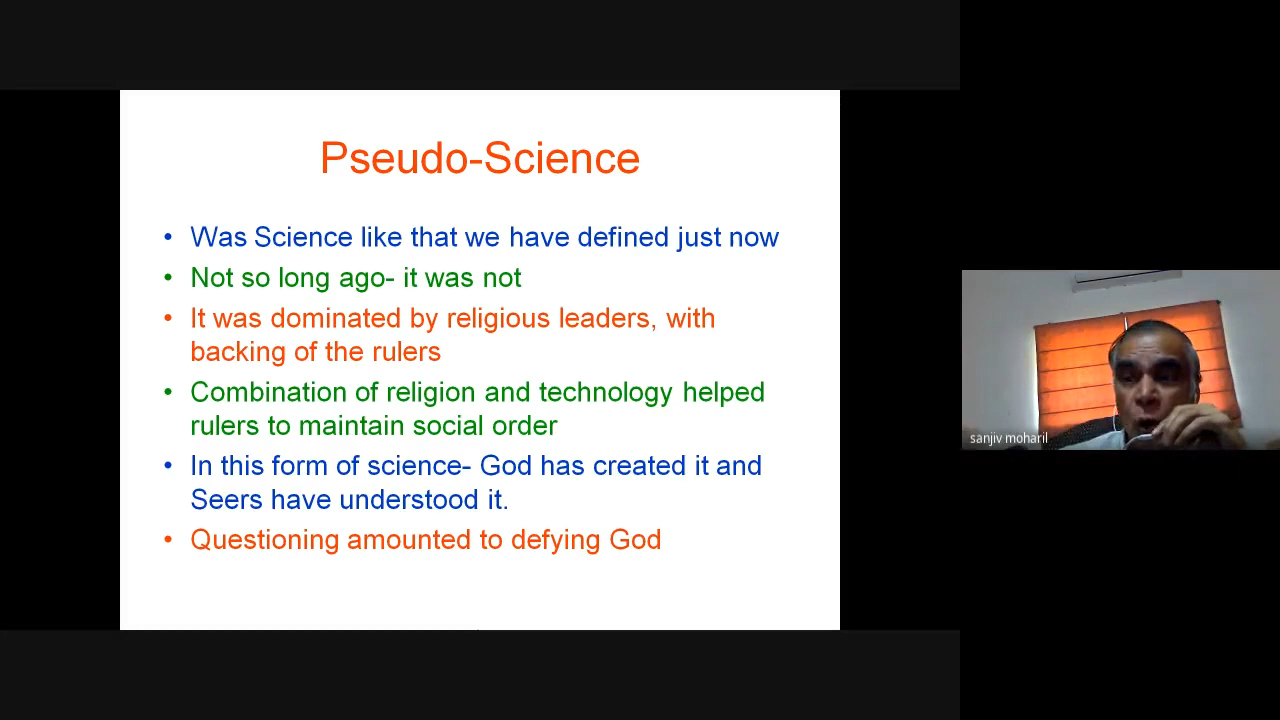 Pseudo-Science
• Was Science like that we have defined just now
• Not so long ago- it was not
• It was dominated by religious leaders, with
backing of the rulers
• Combination of religion and technology helped
rulers to maintain social order
• In this form of science- God has created it and
Seers have understood it.
• Questioning amounted to defying God
sanjiv moharil